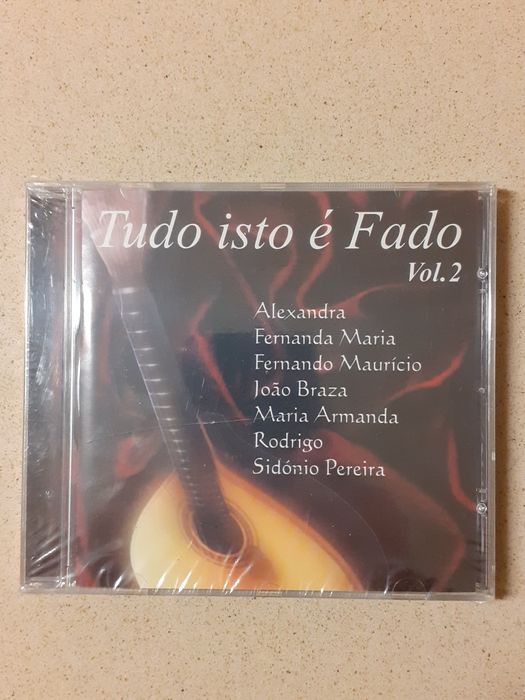 Tudo isto é Fado
Vol.2
Alexandra
Fernanda Maria
Fernando Maurício
João Braza
Maria Armanda
Rodrigo
Sidónio Pereira